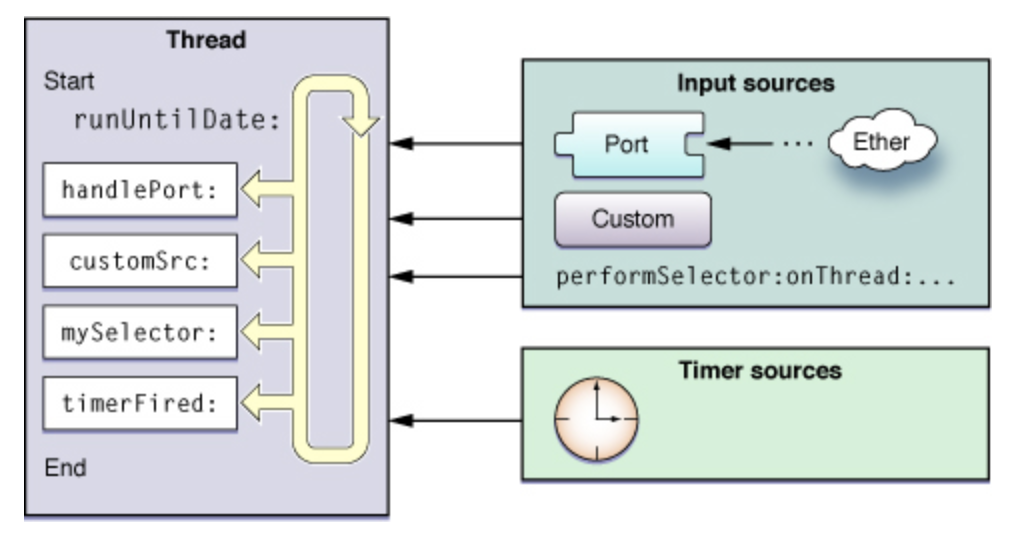 Thread
Start
runUntilDate:
handlePort:
customSrc:
mySelector:
timerFired:
End
Input sources
Port
... Ether
Custom
performSelector:onThread:...
Timer sources